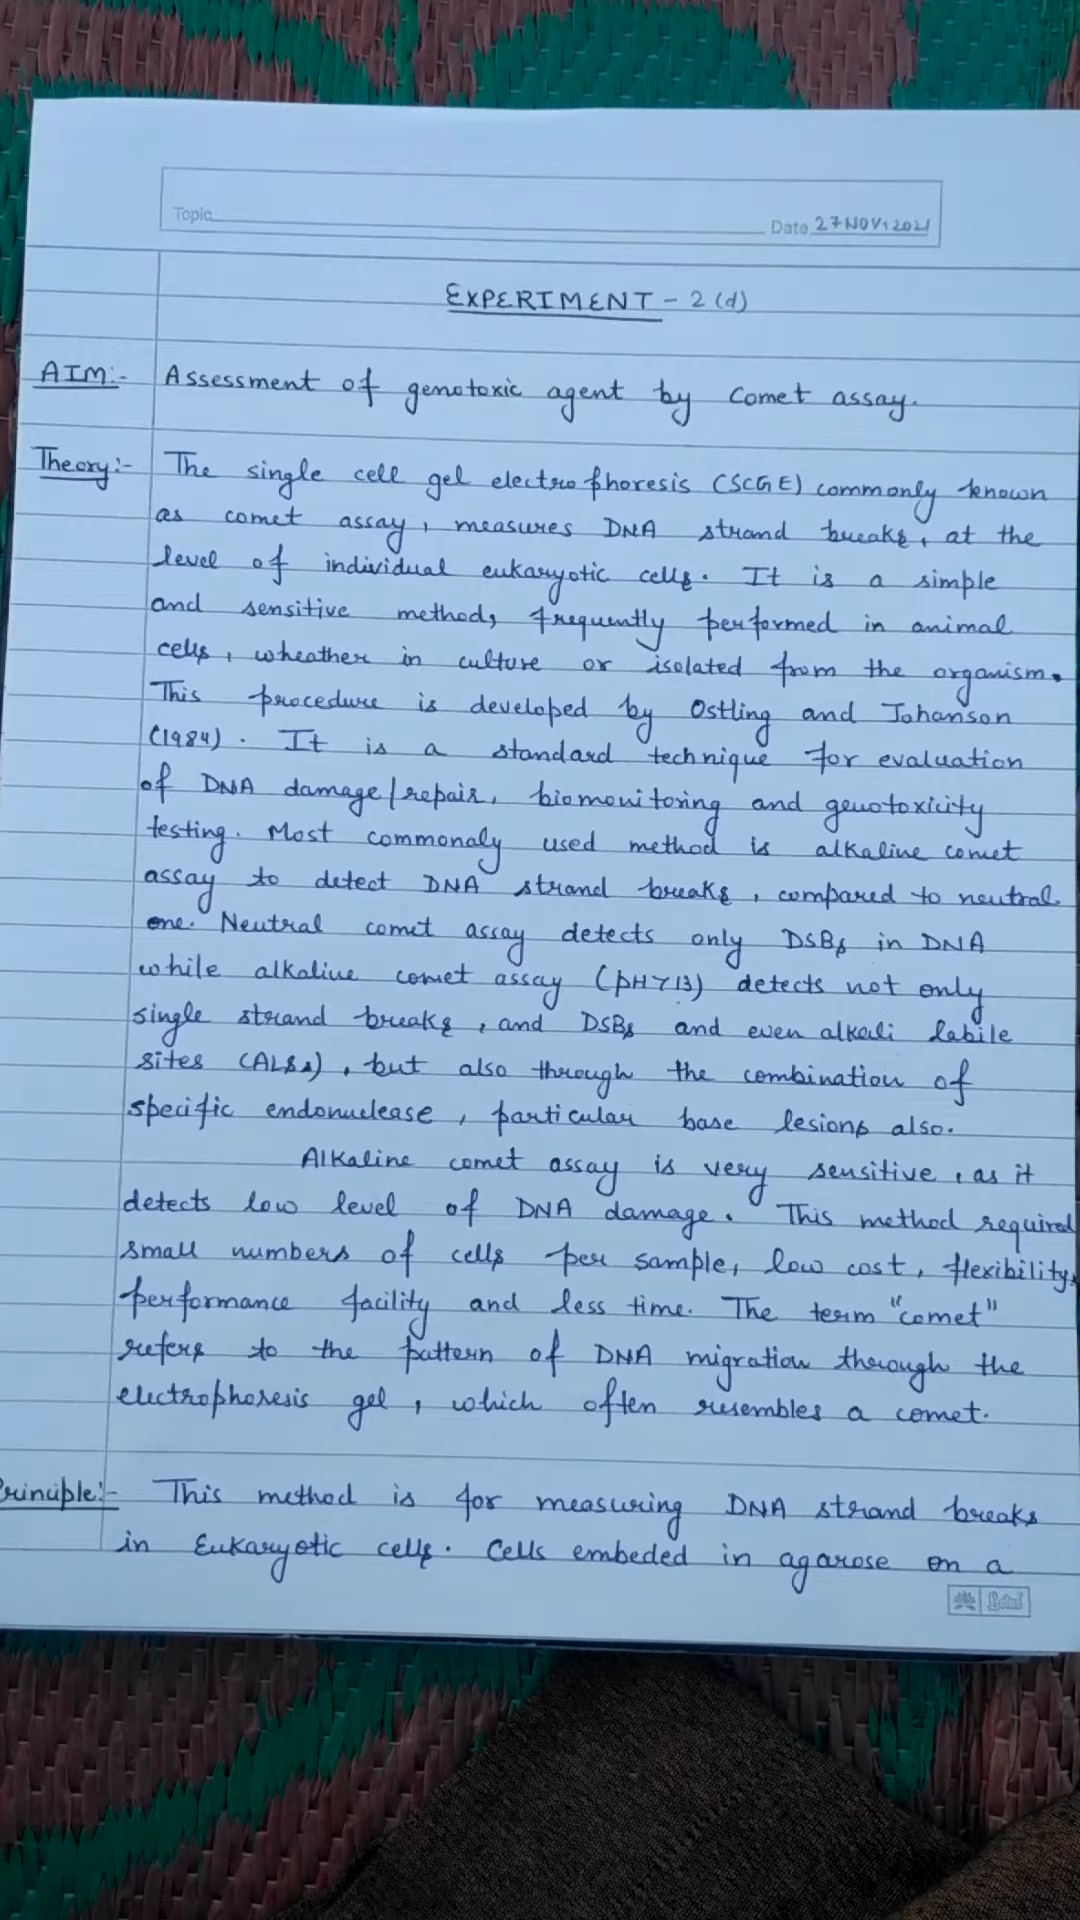 Topic
Date 27 NOV, 2021
EXPERIMENT - 2 (d)
AIM:- Assessment of genotoxic agent by Comet assay.
Theory:- The single cell gel electrophoresis (SCGE) commonly known
as comet assay, measures DNA strand breaks, at the
level of individual eukaryotic cells. It is a simple
and sensitive method, frequently performed in animal
cells, wheather in culture or isolated from the organism.
This procedure is developed by Ostling and Johanson
(1984). It is a standard technique for evaluation
of DNA damage/repair, biomonitoring and genotoxicity
testing. Most commonaly used method is alkaline comet
assay to detect DNA strand breaks, compared to neutral
one. Neutral comet assay detects only DSBs in DNA
while alkaline comet assay (pH>13) detects not only
single strand breaks, and DSBs and even alkali labile
sites (ALSs), but also through the combination of
specific endonuclease, particular base lesions also.
Alkaline comet assay is very sensitive, as it
detects low level of DNA damage. This method required
small numbers of cells per sample, low cost, flexibility,
performance facility and less time. The term "comet"
refers to the pattern of DNA migration through the
electrophoresis gel, which often resembles a comet.
Principle:- This method is for measuring DNA strand breaks
in Eukaryotic cells. Cells embeded in agarose on a